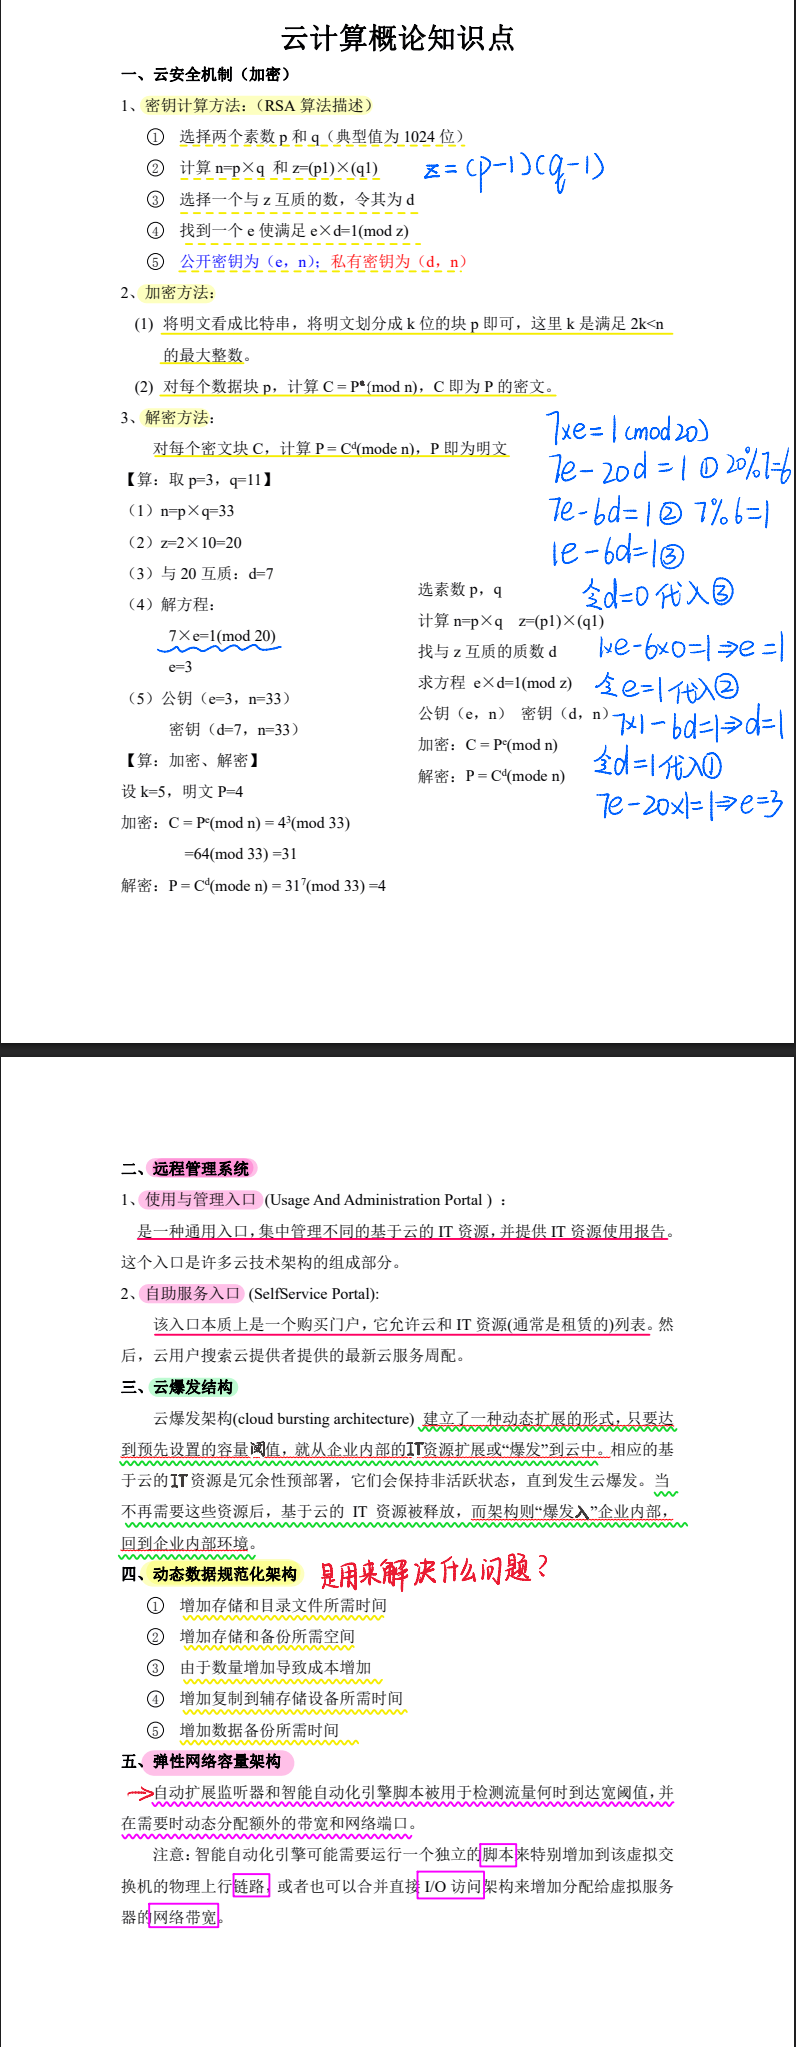 云计算概论知识点
一、云安全机制（加密）
1、密钥计算方法：（RSA 算法描述）
① 选择两个素数 p 和 q（典型值为 1024 位）
② 计算 n=p×q 和 z=(p1)×(q1)
z=(p-1)(q-1)
③ 选择一个与 z 互质的数，令其为 d
④ 找到一个 e 使满足 e×d=1(mod z)
⑤ 公开密钥为（e，n）；私有密钥为（d，n）
2、加密方法：
(1) 将明文看成比特串，将明文划分成 k 位的块 p 即可，这里 k 是满足 2k<n
的最大整数。
(2) 对每个数据块 p，计算 C = Pᵉ(mod n)，C 即为 P 的密文。
3、解密方法：
对每个密文块 C，计算 P = Cᵈ(mode n)，P 即为明文
【算：取 p=3，q=11】
（1）n=p×q=33
（2）z=2×10=20
（3）与 20 互质：d=7
（4）解方程：
7×e=1(mod 20)
e=3
（5）公钥（e=3，n=33）
密钥（d=7，n=33）
【算：加密、解密】
设 k=5，明文 P=4
加密：C = Pᵉ(mod n) = 4³(mod 33)
=64(mod 33) =31
解密：P = Cᵈ(mode n) = 31⁷(mod 33) =4
选素数 p，q
计算 n=p×q z=(p1)×(q1)
找与 z 互质的质数 d
求方程 e×d=1(mod z)
公钥（e，n） 密钥（d，n）
加密：C = Pᵉ(mod n)
解密：P = Cᵈ(mode n)
7×e=1(mod20)
7e-20d=1① 20%7=6
7e-6d=1② 7%6=1
1e-6d=1③
令d=0代入③
1×e-6×0=1⇒e=1
令e=1代入②
7×1-6d=1⇒d=1
令d=1代入①
7e-20×1=1⇒e=3
二、远程管理系统
1、使用与管理入口 (Usage And Administration Portal ) ：
是一种通用入口，集中管理不同的基于云的 IT 资源，并提供 IT 资源使用报告。
这个入口是许多云技术架构的组成部分。
2、自助服务入口 (SelfService Portal):
该入口本质上是一个购买门户，它允许云和 IT 资源(通常是租赁的)列表。然
后，云用户搜索云提供者提供的最新云服务周配。
三、云爆发结构
云爆发架构(cloud bursting architecture) 建立了一种动态扩展的形式，只要达
到预先设置的容量阈值，就从企业内部的IT资源扩展或“爆发”到云中。相应的基
于云的IT资源是冗余性预部署，它们会保持非活跃状态，直到发生云爆发。当
不再需要这些资源后，基于云的 IT 资源被释放，而架构则“爆发入”企业内部，
回到企业内部环境。
四、动态数据规范化架构 是用来解决什么问题？
① 增加存储和目录文件所需时间
② 增加存储和备份所需空间
③ 由于数量增加导致成本增加
④ 增加复制到辅存储设备所需时间
⑤ 增加数据备份所需时间
五、弹性网络容量架构
→自动扩展监听器和智能自动化引擎脚本被用于检测流量何时到达宽阈值，并
在需要时动态分配额外的带宽和网络端口。
注意：智能自动化引擎可能需要运行一个独立的脚本来特别增加到该虚拟交
换机的物理上行链路，或者也可以合并直接 I/O 访问架构来增加分配给虚拟服务
器的网络带宽。